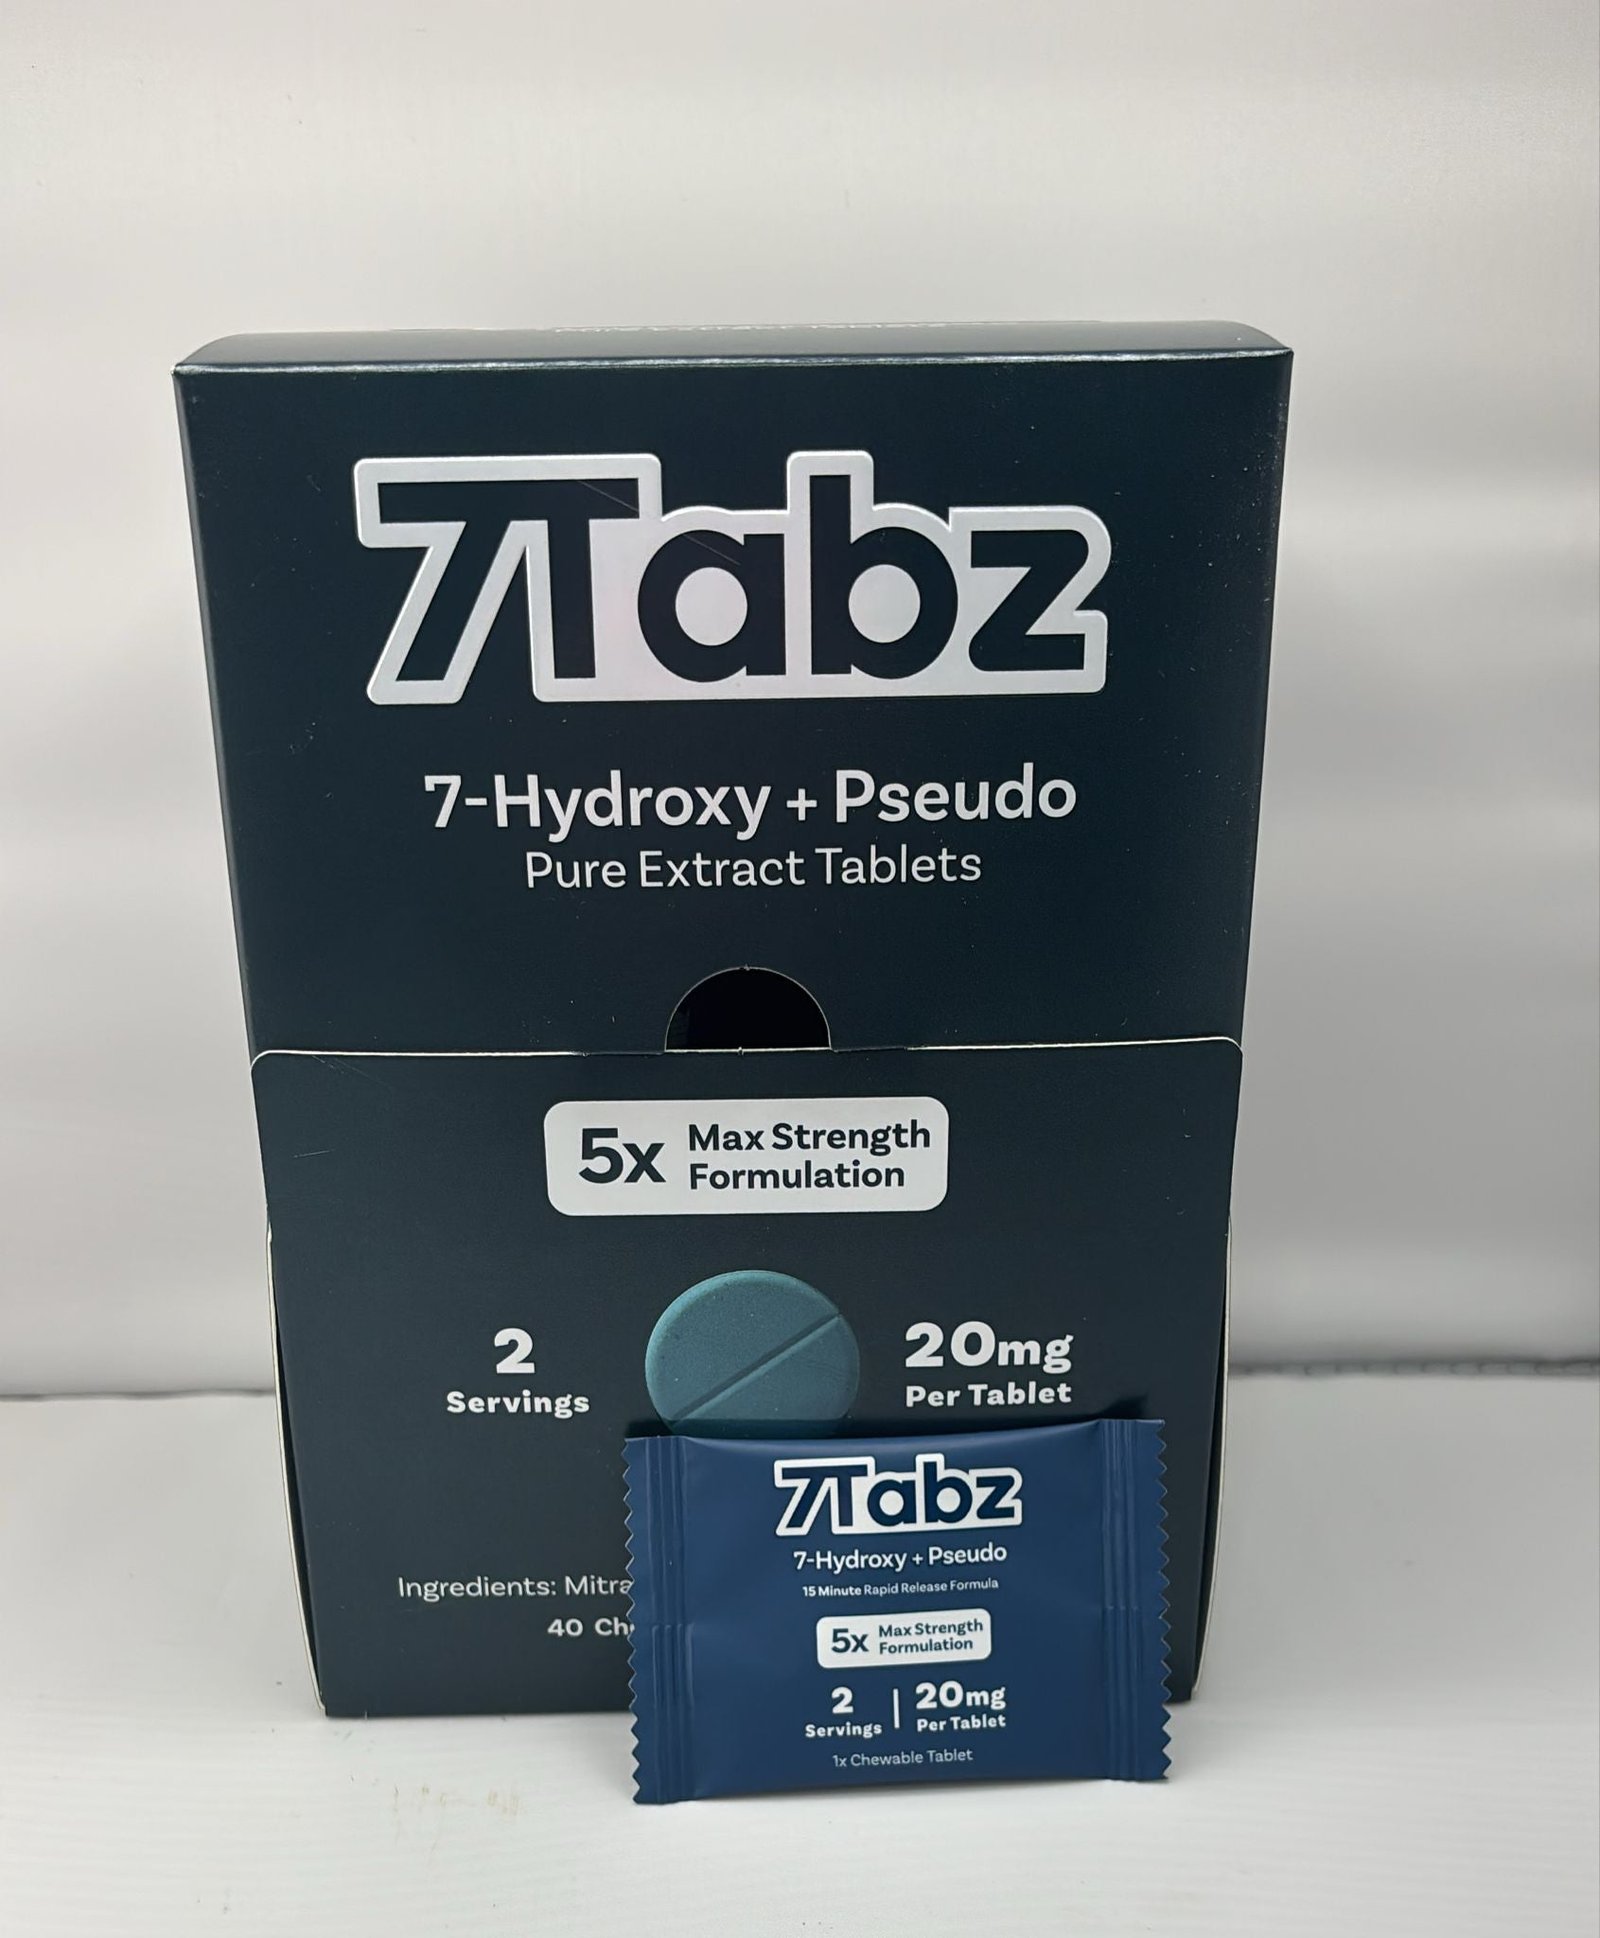 7Tabz
7-Hydroxy + Pseudo
Pure Extract Tablets
5x Max Strength
Formulation
2
Servings
20mg
Per Tablet
Ingredients:
40
7Tabz
7-Hydroxy + Pseudo
15 Minute Rapid Release Formula
5x Max Strength
Formulation
2
Servings
20mg
Per Tablet
1x Chewable Tablet